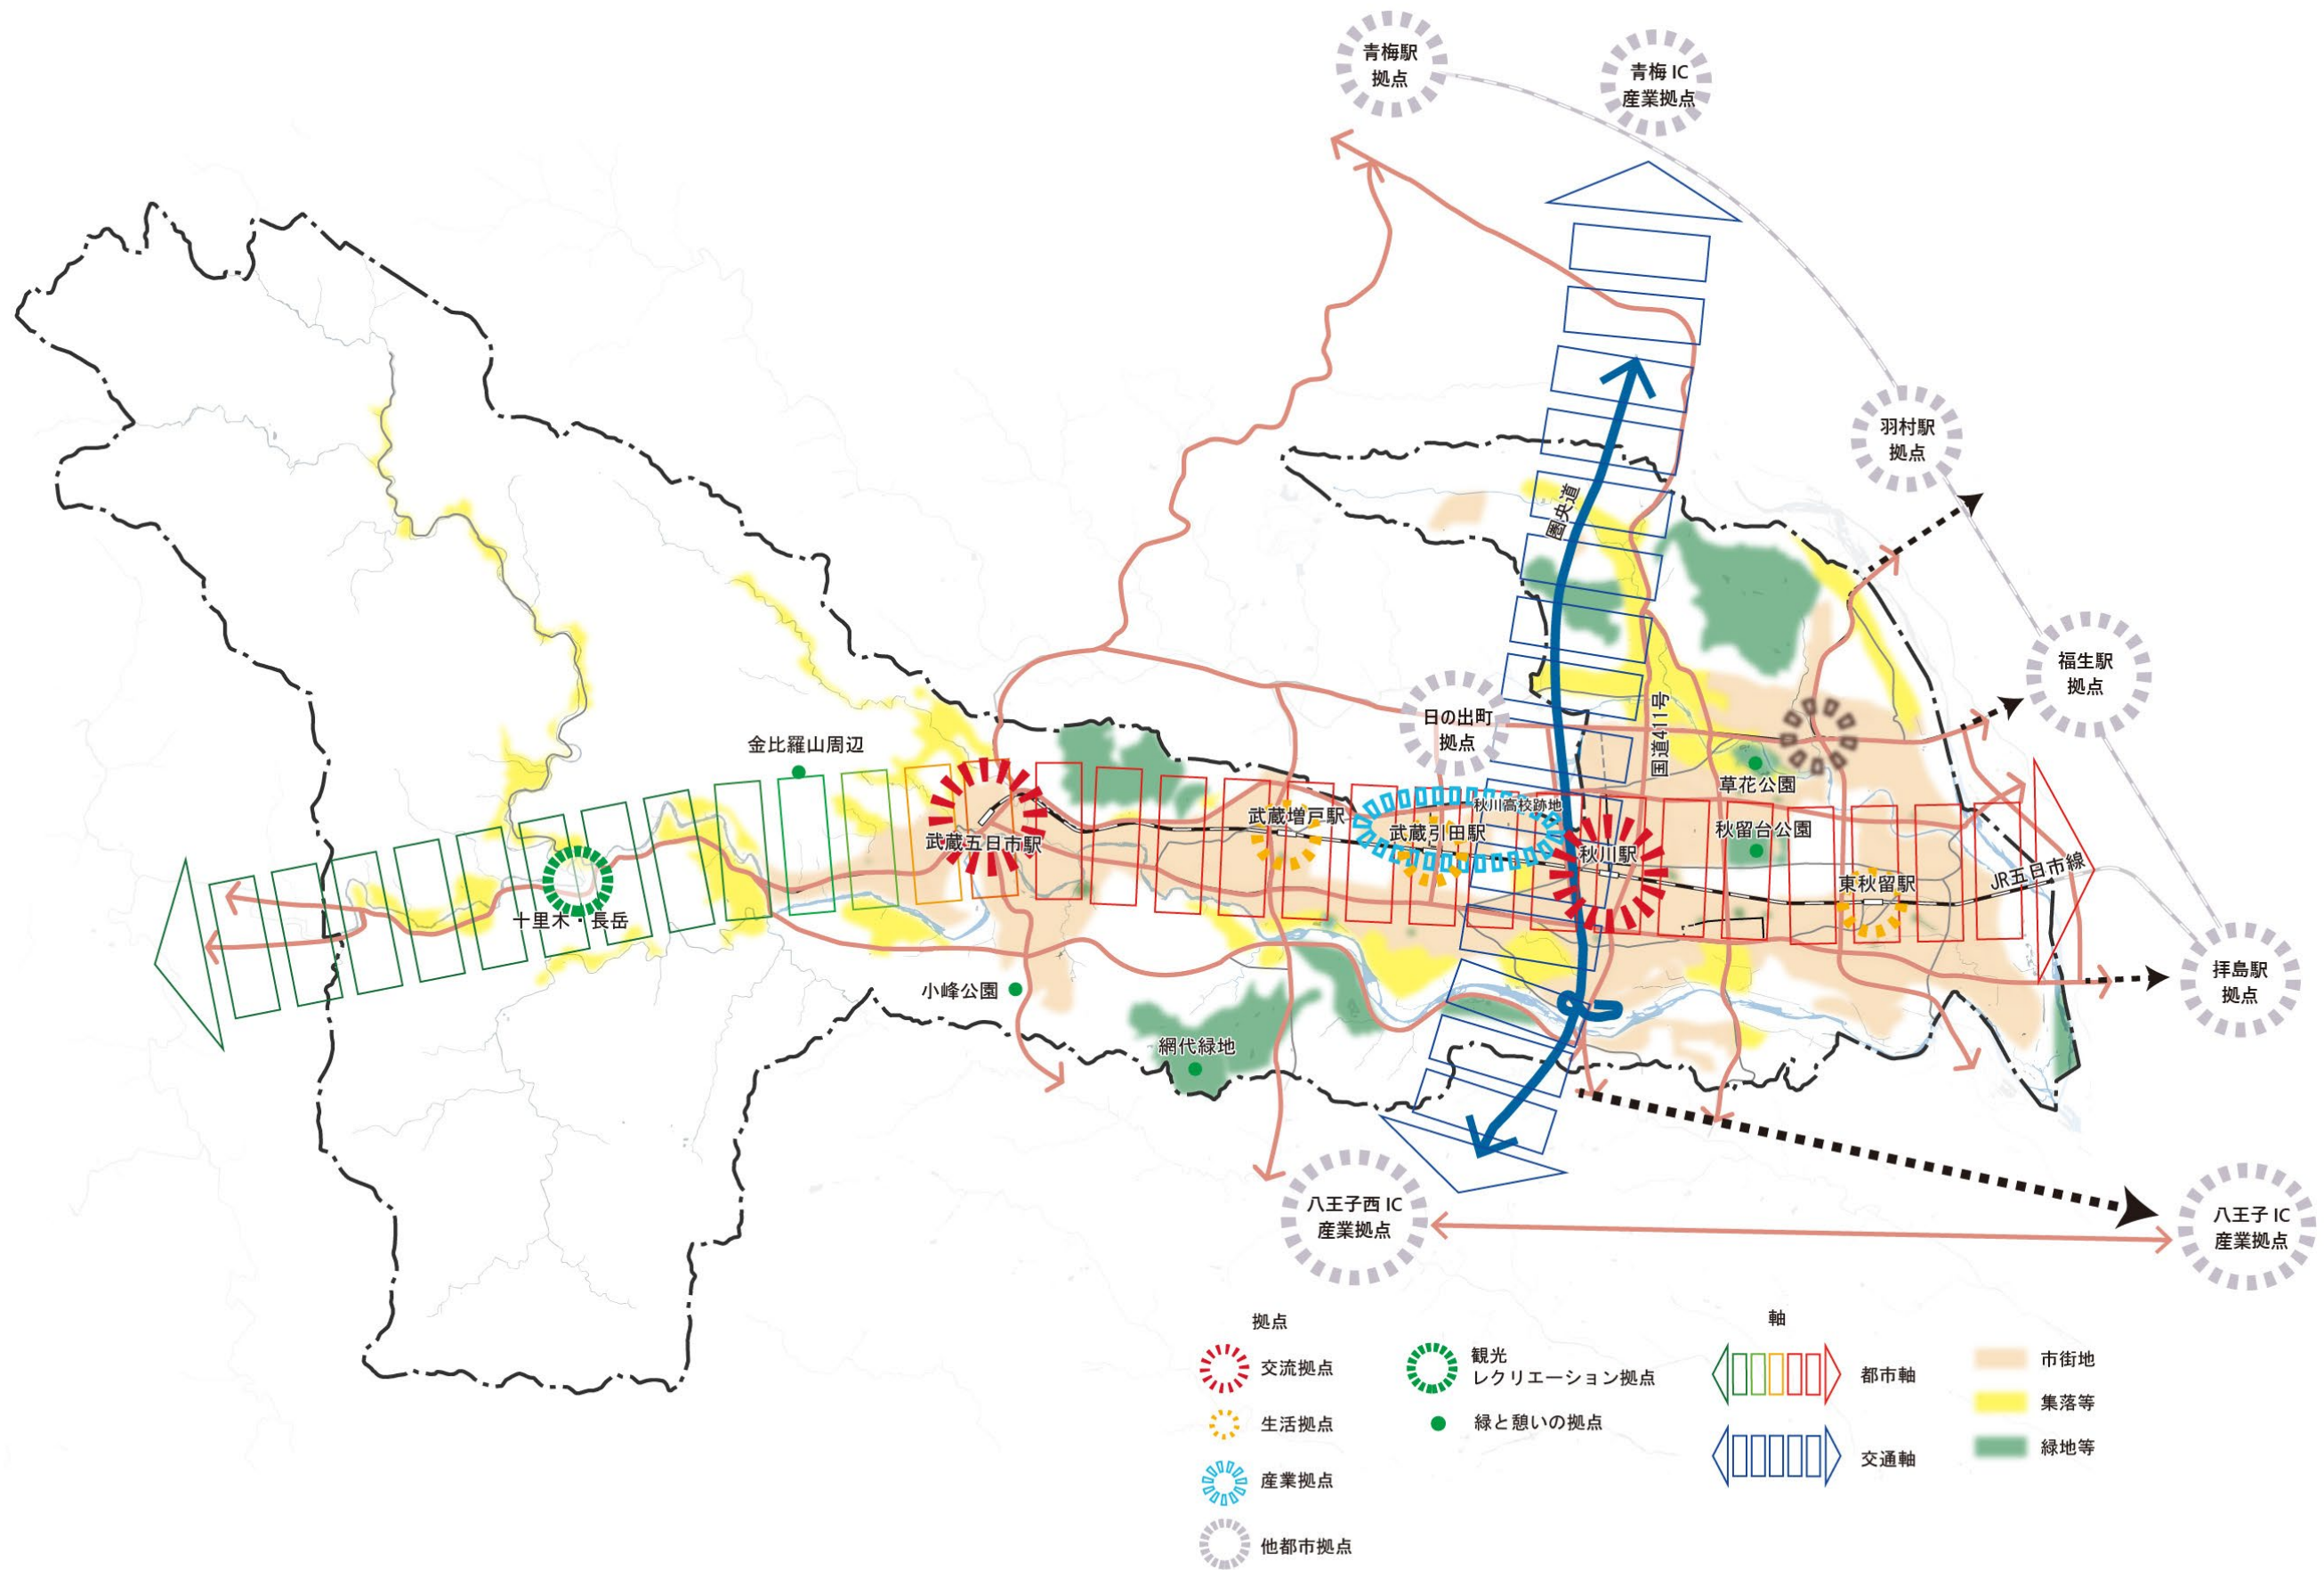 青梅駅
拠点
青梅 IC
産業拠点
羽村駅
拠点
圏央道
福生駅
拠点
日の出町
拠点
国道411号
金比羅山周辺
草花公園
秋川高校跡地
武蔵増戸駅
武蔵引田駅
秋留台公園
武蔵五日市駅
秋川駅
東秋留駅
JR五日市線
十里木・長岳
小峰公園
拝島駅
拠点
網代緑地
八王子西 IC
産業拠点
八王子 IC
産業拠点
拠点
交流拠点
生活拠点
産業拠点
他都市拠点
観光
レクリエーション拠点
緑と憩いの拠点
軸
都市軸
交通軸
市街地
集落等
緑地等